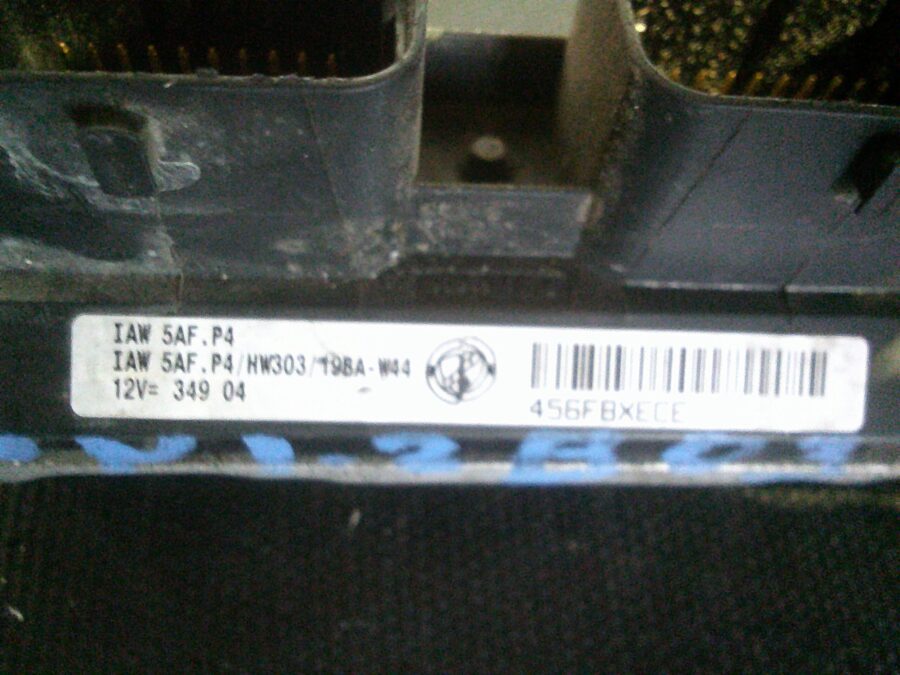 IAW 5AF.P4
IAW 5AF.P4/HW303/19BA-W44
12V= 349 04
456FBXECE